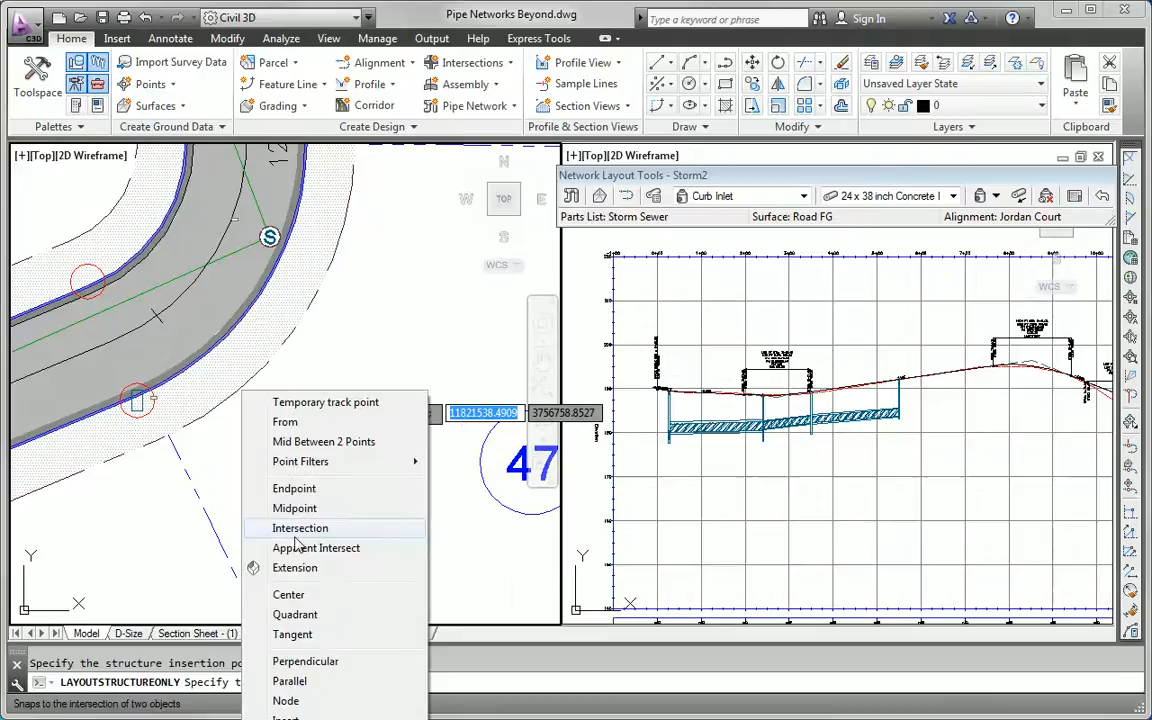 Civil 3D
Pipe Networks Beyond.dwg
Type a keyword or phrase
Sign In
C3D
Home
Insert
Annotate
Modify
Analyze
View
Manage
Output
Help
Express Tools
Toolspace
Import Survey Data
Points
Surfaces
Parcel
Feature Line
Grading
Alignment
Profile
Corridor
Intersections
Assembly
Pipe Network
Profile View
Sample Lines
Section Views
Unsaved Layer State
0
Paste
Palettes
Create Ground Data
Create Design
Profile & Section Views
Draw
Modify
Layers
Clipboard
[+][Top][2D Wireframe]
N
W
TOP
E
S
WCS
S
47
[+][Top][2D Wireframe]
Network Layout Tools - Storm2
Curb Inlet
24 x 38 inch Concrete
Parts List: Storm Sewer
Surface: Road FG
Alignment: Jordan Court
WCS
11821538.4909
3756758.8527
Temporary track point
From
Mid Between 2 Points
Point Filters
Endpoint
Midpoint
Intersection
Apparent Intersect
Extension
Center
Quadrant
Tangent
Perpendicular
Parallel
Node
Insert
Y
X
Y
X
Model
D-Size
Section Sheet - (1)
Specify the structure insertion po
LAYOUTSTRUCTUREONLY Specify t
Snaps to the intersection of two objects